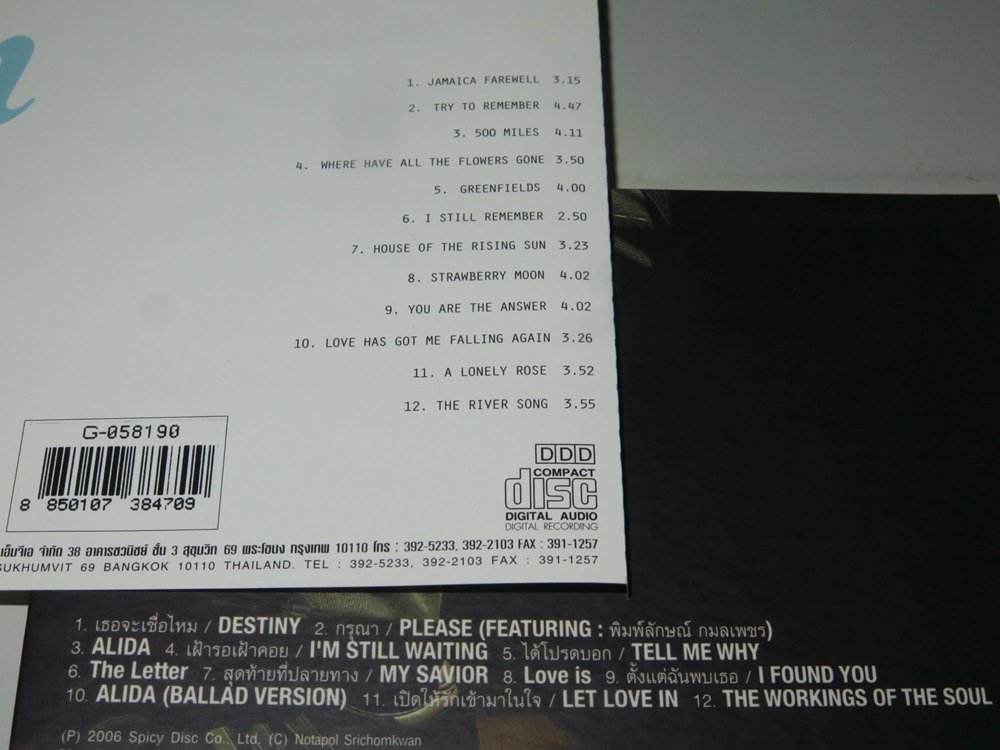 1. JAMAICA FAREWELL 3.15
2. TRY TO REMEMBER 4.47
3. 500 MILES 4.11
4. WHERE HAVE ALL THE FLOWERS GONE 3.50
5. GREENFIELDS 4.00
6. I STILL REMEMBER 2.50
7. HOUSE OF THE RISING SUN 3.23
8. STRAWBERRY MOON 4.02
9. YOU ARE THE ANSWER 4.02
10. LOVE HAS GOT ME FALLING AGAIN 3.26
11. A LONELY ROSE 3.52
12. THE RIVER SONG 3.55
G-058190
8 850107 384709
DDD
COMPACT
disc
DIGITAL AUDIO
DIGITAL RECORDING
เอ็มจีเอ จำกัด 38 อาคารชวนิชย์ ชั้น 3 สุขุมวิท 69 พระโขนง กรุงเทพ 10110 โทร : 392-5233, 392-2103 FAX : 391-1257
SUKHUMVIT 69 BANGKOK 10110 THAILAND. TEL : 392-5233, 392-2103 FAX : 391-1257
1. เธอจะเชื่อไหม / DESTINY 2. กรุณา / PLEASE (FEATURING : พิมพ์ลักษณ์ กมลเพชร)
3. ALIDA 4. เฝ้ารอเฝ้าคอย / I'M STILL WAITING 5. ได้โปรดบอก / TELL ME WHY
6. The Letter 7. สุดท้ายที่ปลายทาง / MY SAVIOR 8. Love is 9. ตั้งแต่ฉันพบเธอ / I FOUND YOU
10. ALIDA (BALLAD VERSION) 11. เปิดให้รักเข้ามาในใจ / LET LOVE IN 12. THE WORKINGS OF THE SOUL
(P) 2006 Spicy Disc Co., Ltd. (C) Notapol Srichomkwan